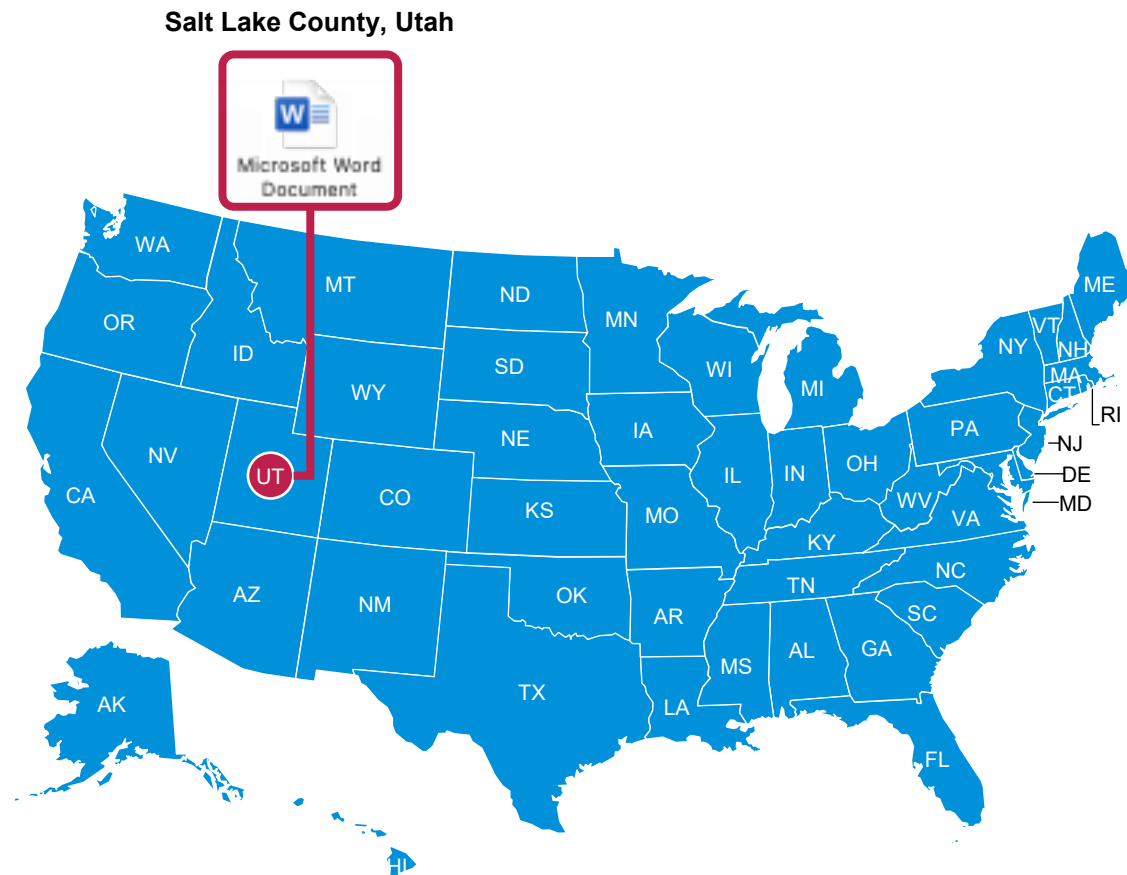 Salt Lake County, Utah
W
Microsoft Word
Document
WA
MT
ND
MN
ME
OR
ID
SD
WI
MI
NY
VT
NH
MA
CT
RI
WY
NE
IA
PA
NJ
NV
UT
CO
KS
IL
IN
OH
DE
CA
MO
WV
VA
MD
KY
AZ
NM
OK
AR
TN
NC
SC
MS
AL
GA
TX
LA
AK
FL
HI